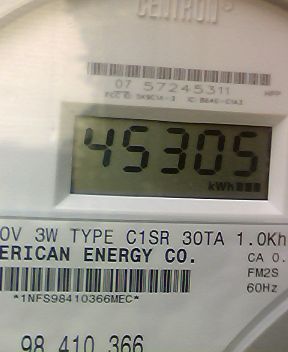 CENTRON
07 57245311
45305
kWh
0V 3W TYPE C1SR 30TA 1.0Kh
ERICAN ENERGY CO.
CA 0.
FM2S
60Hz
*1NFS98410366MEC*
98 410 366